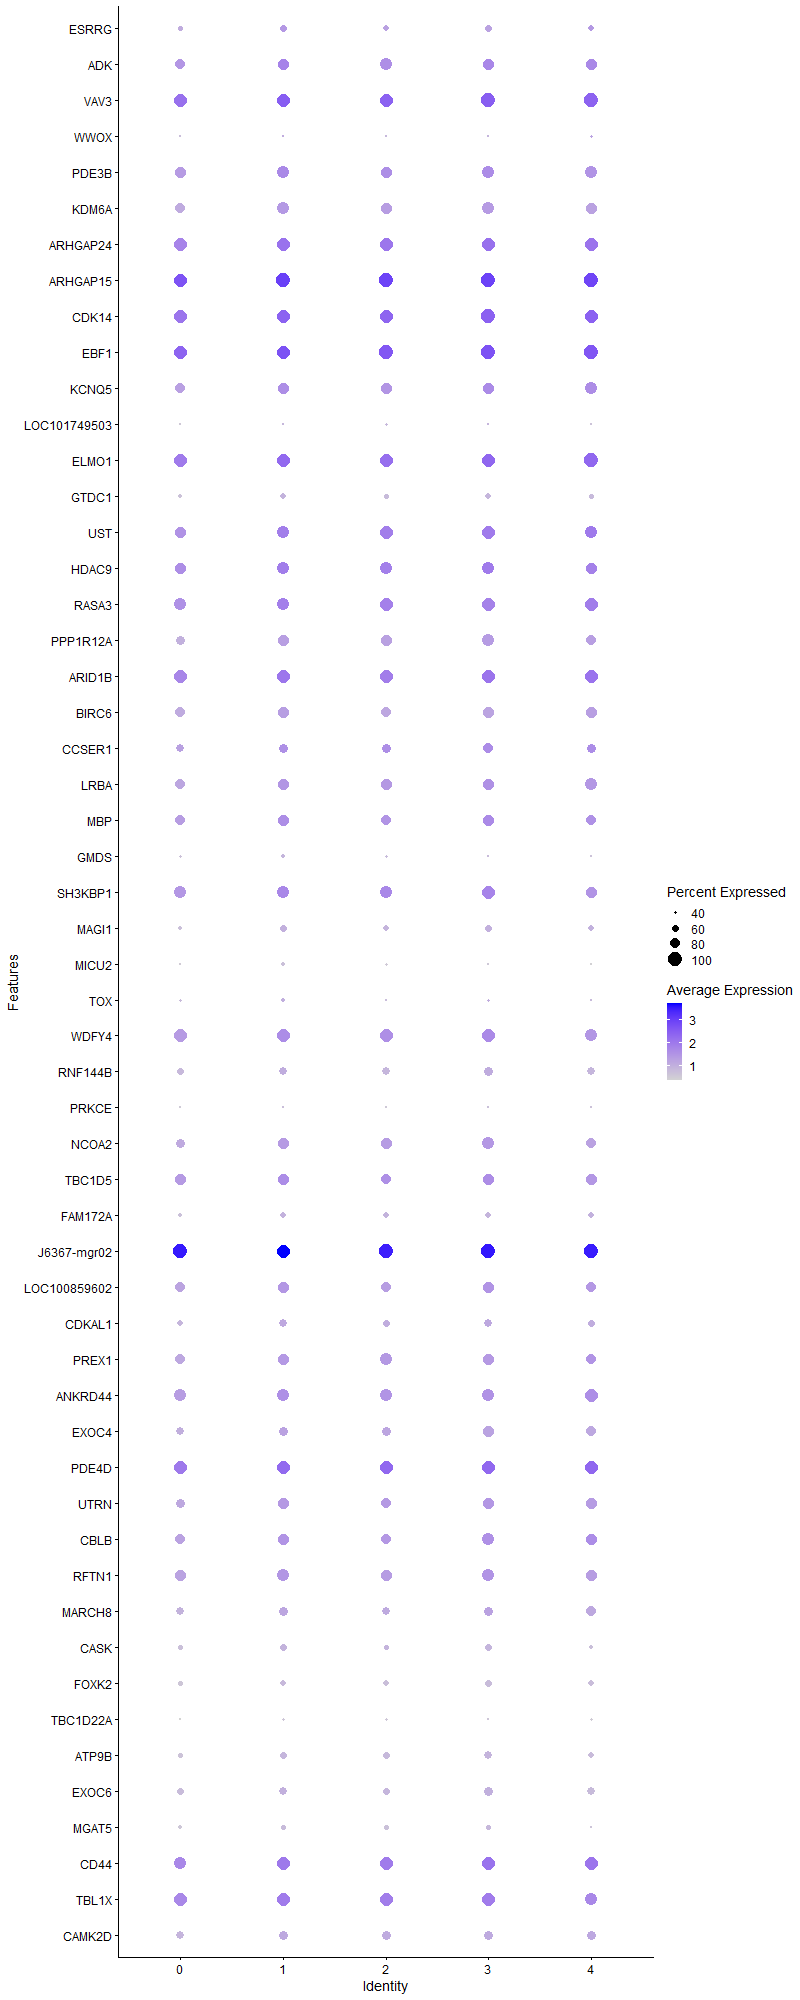 ESRRG
ADK
VAV3
WWOX
PDE3B
KDM6A
ARHGAP24
ARHGAP15
CDK14
EBF1
KCNQ5
LOC101749503
ELMO1
GTDC1
UST
HDAC9
RASA3
PPP1R12A
ARID1B
BIRC6
CCSER1
LRBA
MBP
GMDS
SH3KBP1
MAGI1
MICU2
TOX
WDFY4
RNF144B
PRKCE
NCOA2
TBC1D5
FAM172A
J6367-mgr02
LOC100859602
CDKAL1
PREX1
ANKRD44
EXOC4
PDE4D
UTRN
CBLB
RFTN1
MARCH8
CASK
FOXK2
TBC1D22A
ATP9B
EXOC6
MGAT5
CD44
TBL1X
CAMK2D
Features
0 1 2 3 4
Identity
Percent Expressed
40
60
80
100
Average Expression
3
2
1